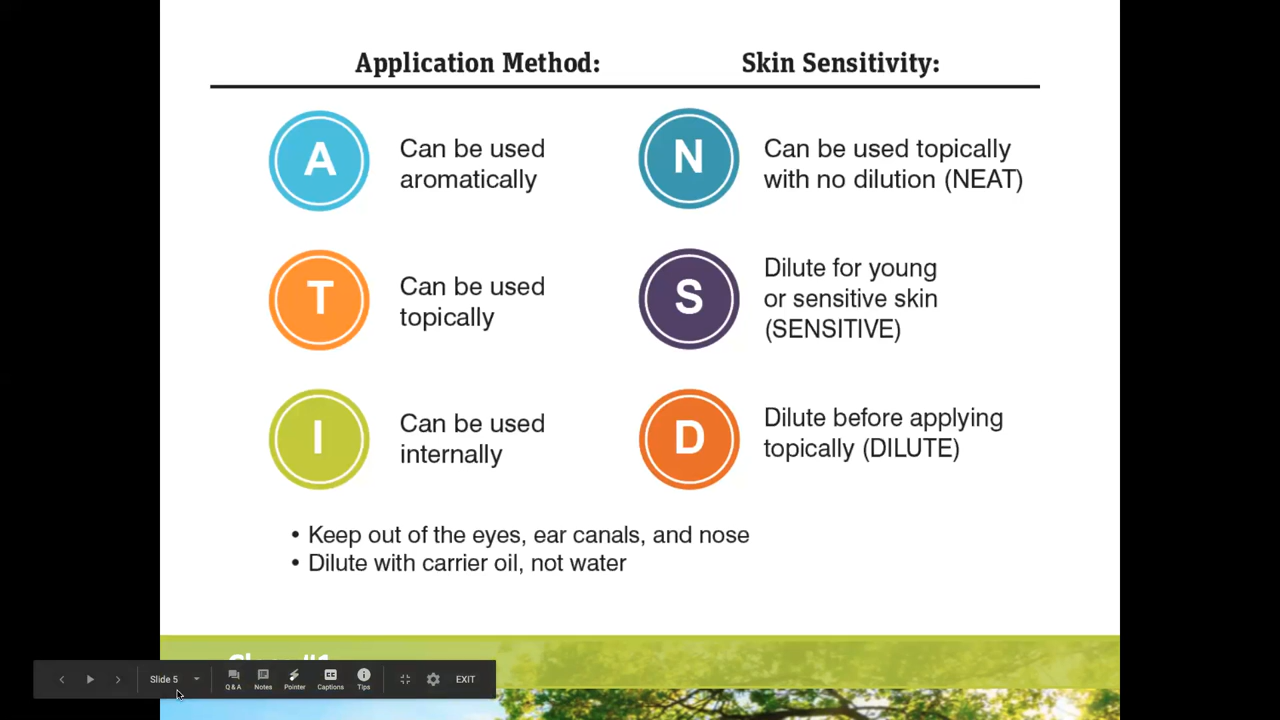 Application Method:
Skin Sensitivity:
A
Can be used
aromatically
N
Can be used topically
with no dilution (NEAT)
T
Can be used
topically
S
Dilute for young
or sensitive skin
(SENSITIVE)
I
Can be used
internally
D
Dilute before applying
topically (DILUTE)
• Keep out of the eyes, ear canals, and nose
• Dilute with carrier oil, not water
Slide 5
Q & A
Notes
Pointer
Captions
Tips
EXIT